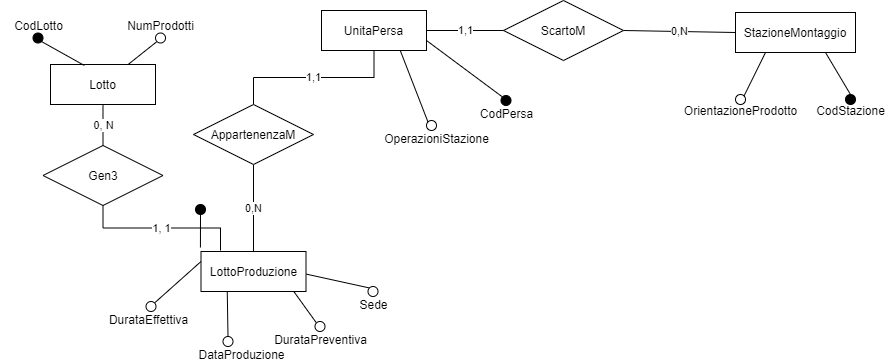 CodLotto
NumProdotti
Lotto
0, N
Gen3
1, 1
UnitaPersa
1,1
ScartoM
0,N
StazioneMontaggio
OrientazioneProdotto
CodStazione
CodPersa
OperazioniStazione
1,1
AppartenenzaM
0,N
LottoProduzione
DurataEffettiva
DataProduzione
DurataPreventiva
Sede